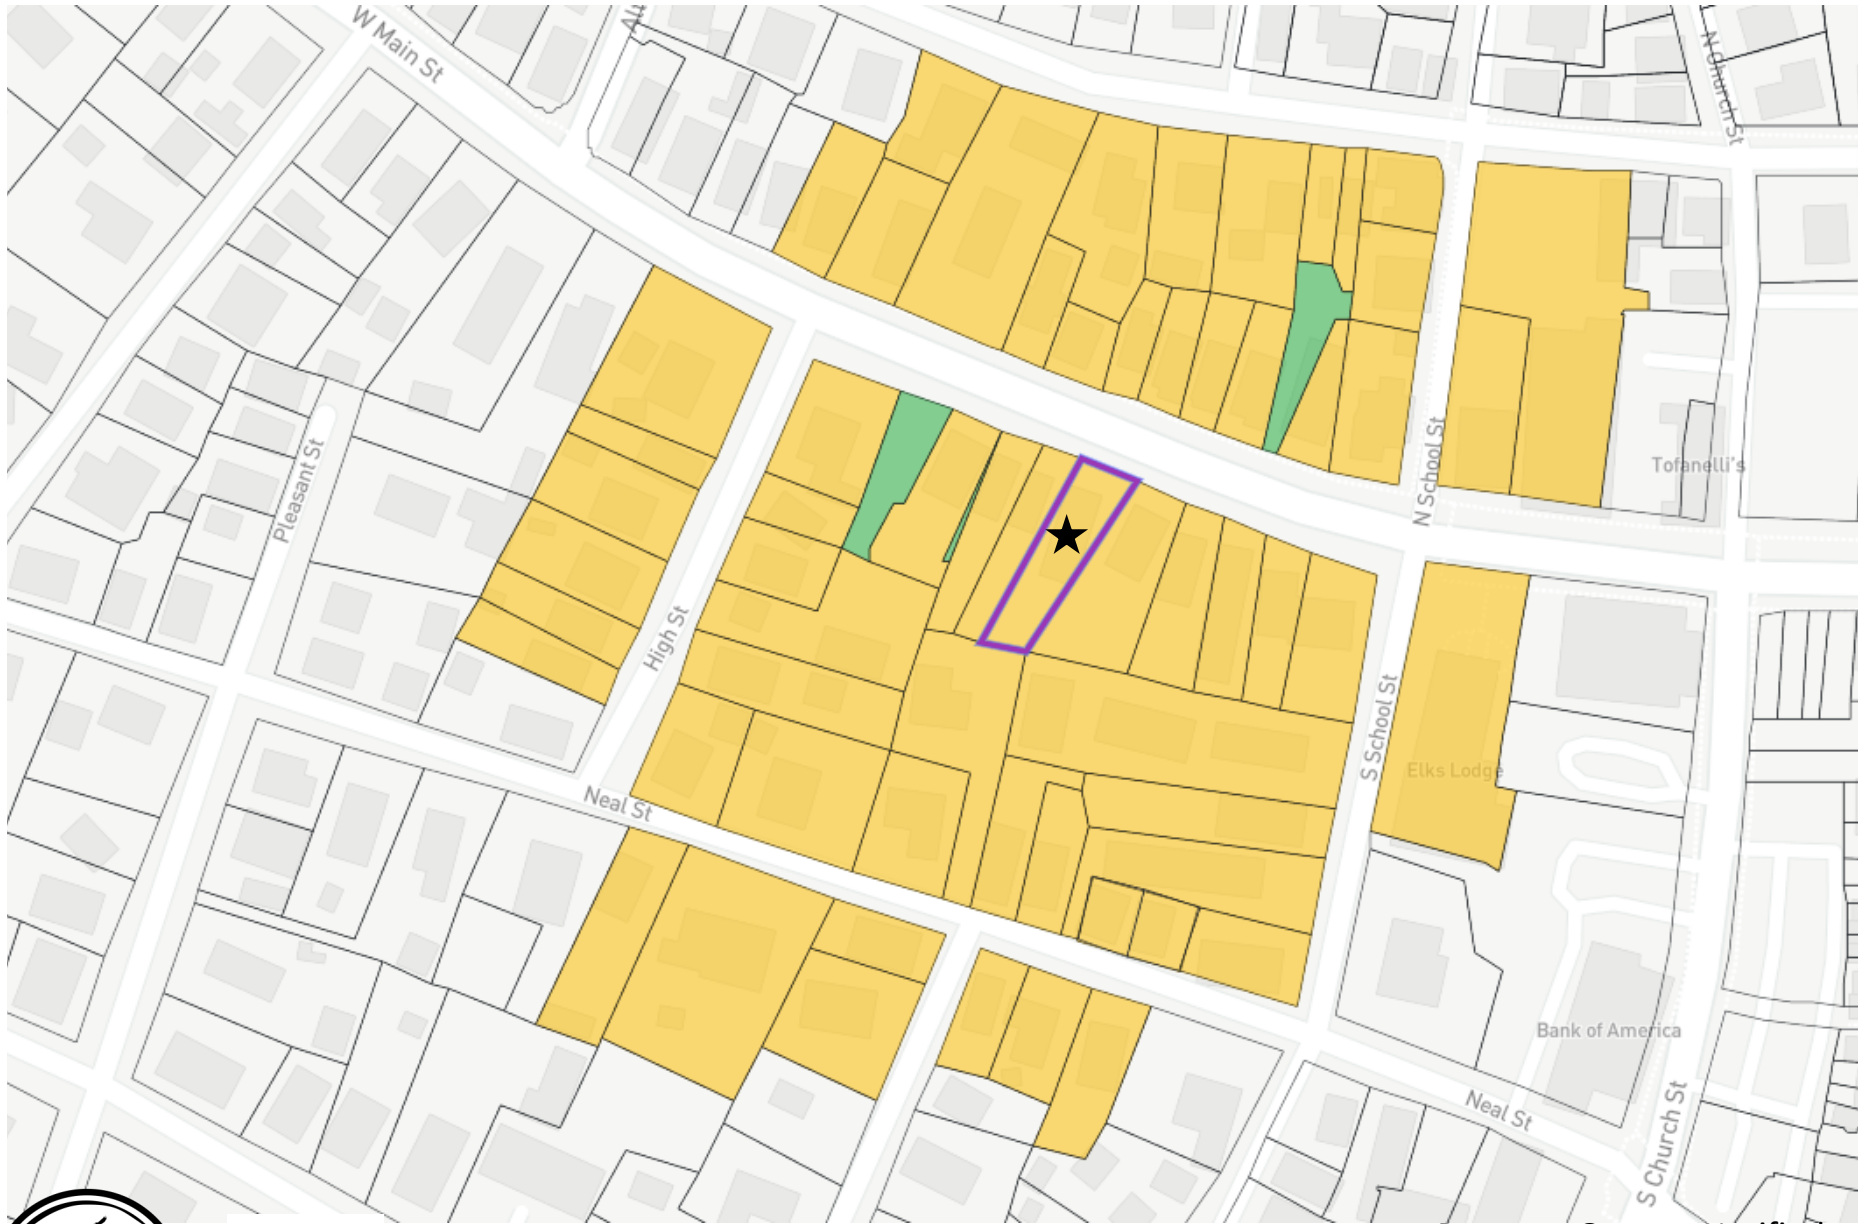 W Main St
N Church St
N School St
Tofanelli's
Pleasant St
High St
S School St
Elks Lodge
Neal St
Bank of America
Neal St
S Church St